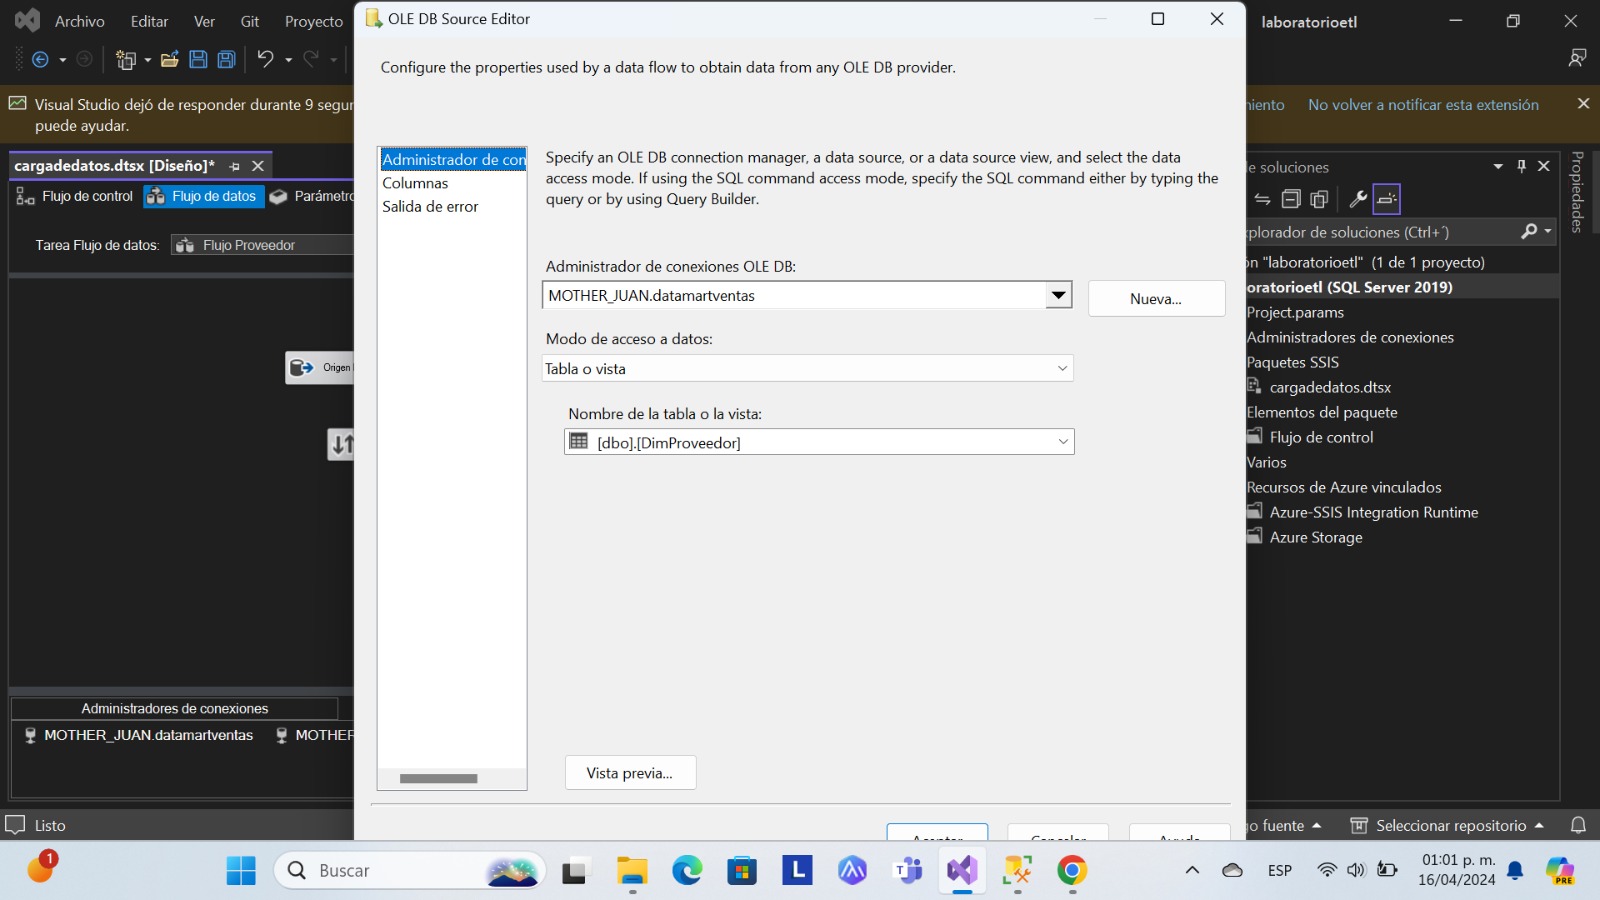 Archivo Editar Ver Git Proyecto
OLE DB Source Editor
laboratorioetl
Configure the properties used by a data flow to obtain data from any OLE DB provider.
Visual Studio dejó de responder durante 9 segur
puede ayudar.
niento No volver a notificar esta extensión
cargadedatos.dtsx [Diseño]*
Flujo de control Flujo de datos Parámetro
Tarea Flujo de datos: Flujo Proveedor
Origen
Administradores de conexiones
MOTHER_JUAN.datamartventas MOTHER
Listo
Administrador de con
Columnas
Salida de error
Specify an OLE DB connection manager, a data source, or a data source view, and select the data
access mode. If using the SQL command access mode, specify the SQL command either by typing the
query or by using Query Builder.
Administrador de conexiones OLE DB:
MOTHER_JUAN.datamartventas
Nueva...
Modo de acceso a datos:
Tabla o vista
Nombre de la tabla o la vista:
[dbo].[DimProveedor]
Vista previa...
Aceptar Cancelar Ayuda
e soluciones
Propiedades
xplorador de soluciones (Ctrl+´)
ón "laboratorioetl" (1 de 1 proyecto)
oratorioetl (SQL Server 2019)
Project.params
Administradores de conexiones
Paquetes SSIS
cargadedatos.dtsx
Elementos del paquete
Flujo de control
Varios
Recursos de Azure vinculados
Azure-SSIS Integration Runtime
Azure Storage
go fuente Seleccionar repositorio
1
Buscar
L
T
PRE
ESP
01:01 p. m.
16/04/2024